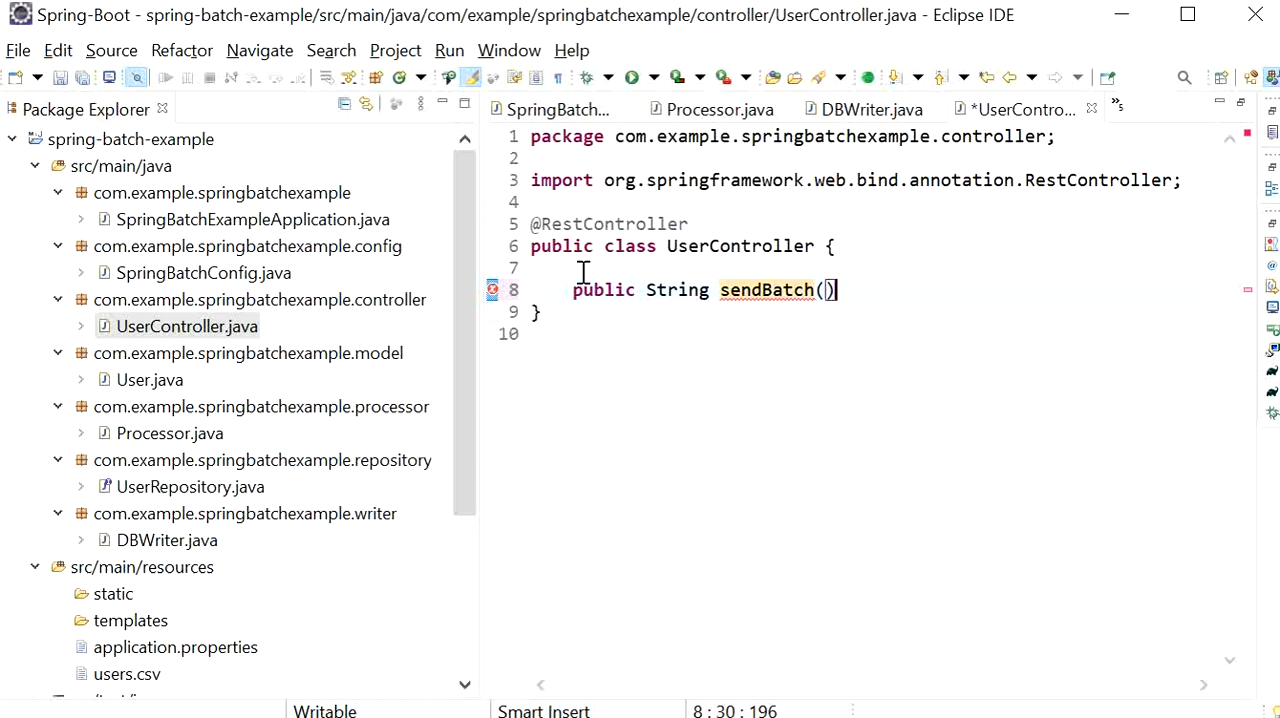 Spring-Boot - spring-batch-example/src/main/java/com/example/springbatchexample/controller/UserController.java - Eclipse IDE
File Edit Source Refactor Navigate Search Project Run Window Help
Package Explorer
SpringBatch... Processor.java DBWriter.java *UserContro... »5
spring-batch-example
src/main/java
com.example.springbatchexample
SpringBatchExampleApplication.java
com.example.springbatchexample.config
SpringBatchConfig.java
com.example.springbatchexample.controller
UserController.java
com.example.springbatchexample.model
User.java
com.example.springbatchexample.processor
Processor.java
com.example.springbatchexample.repository
UserRepository.java
com.example.springbatchexample.writer
DBWriter.java
src/main/resources
static
templates
application.properties
users.csv
1 package com.example.springbatchexample.controller;
2
3 import org.springframework.web.bind.annotation.RestController;
4
5 @RestController
6 public class UserController {
7
8 public String sendBatch()
9 }
10
Writable Smart Insert 8 : 30 : 196